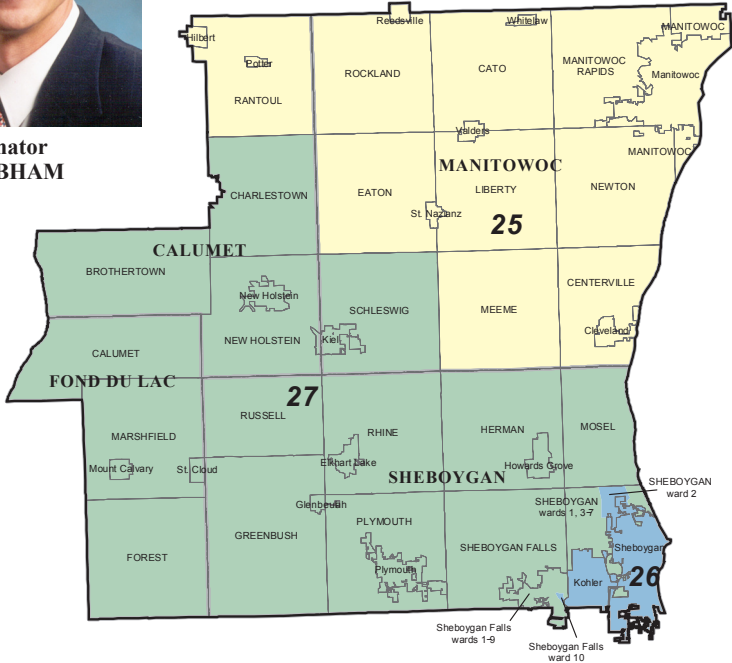 Reedsville
Whitelaw
MANITOWOC
Hilbert
Potter
ROCKLAND
CATO
MANITOWOC
RAPIDS
Manitowoc
RANTOUL
nator
BHAM
Valders
MANITOWOC
MANITOWOC
CHARLESTOWN
EATON
LIBERTY
NEWTON
St. Nazianz
25
CALUMET
BROTHERTOWN
New Holstein
SCHLESWIG
MEEME
CENTERVILLE
Cleveland
CALUMET
NEW HOLSTEIN
Kiel
FOND DU LAC
27
RUSSELL
MARSHFIELD
RHINE
HERMAN
MOSEL
Mount Calvary
St. Cloud
Elkhart Lake
Howards Grove
SHEBOYGAN
SHEBOYGAN
ward 2
SHEBOYGAN
wards 1, 3-7
Glenbeulah
PLYMOUTH
GREENBUSH
SHEBOYGAN FALLS
Sheboygan
FOREST
Plymouth
Kohler
26
Sheboygan Falls
wards 1-9
Sheboygan Falls
ward 10